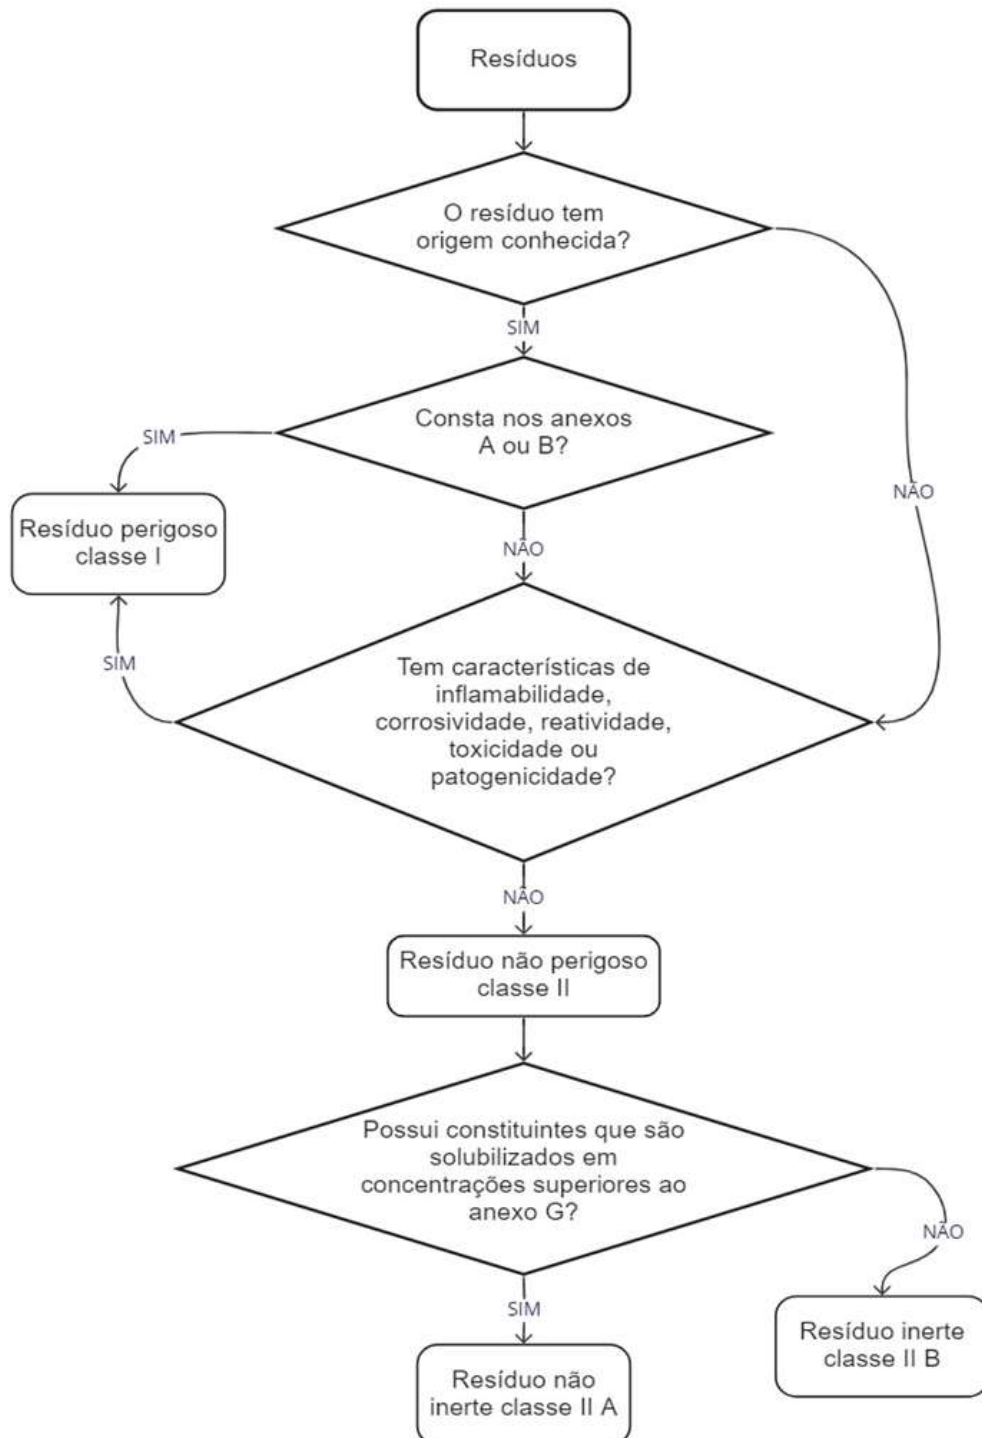 Resíduos
O resíduo tem
origem conhecida?
SIM
Consta nos anexos
A ou B?
SIM
NÃO
Resíduo perigoso
classe I
NÃO
SIM
Tem características de
inflamabilidade,
corrosividade, reatividade,
toxicidade ou
patogenicidade?
NÃO
Resíduo não perigoso
classe II
Possui constituintes que são
solubilizados em
concentrações superiores ao
anexo G?
NÃO
SIM
Resíduo inerte
classe II B
Resíduo não
inerte classe II A